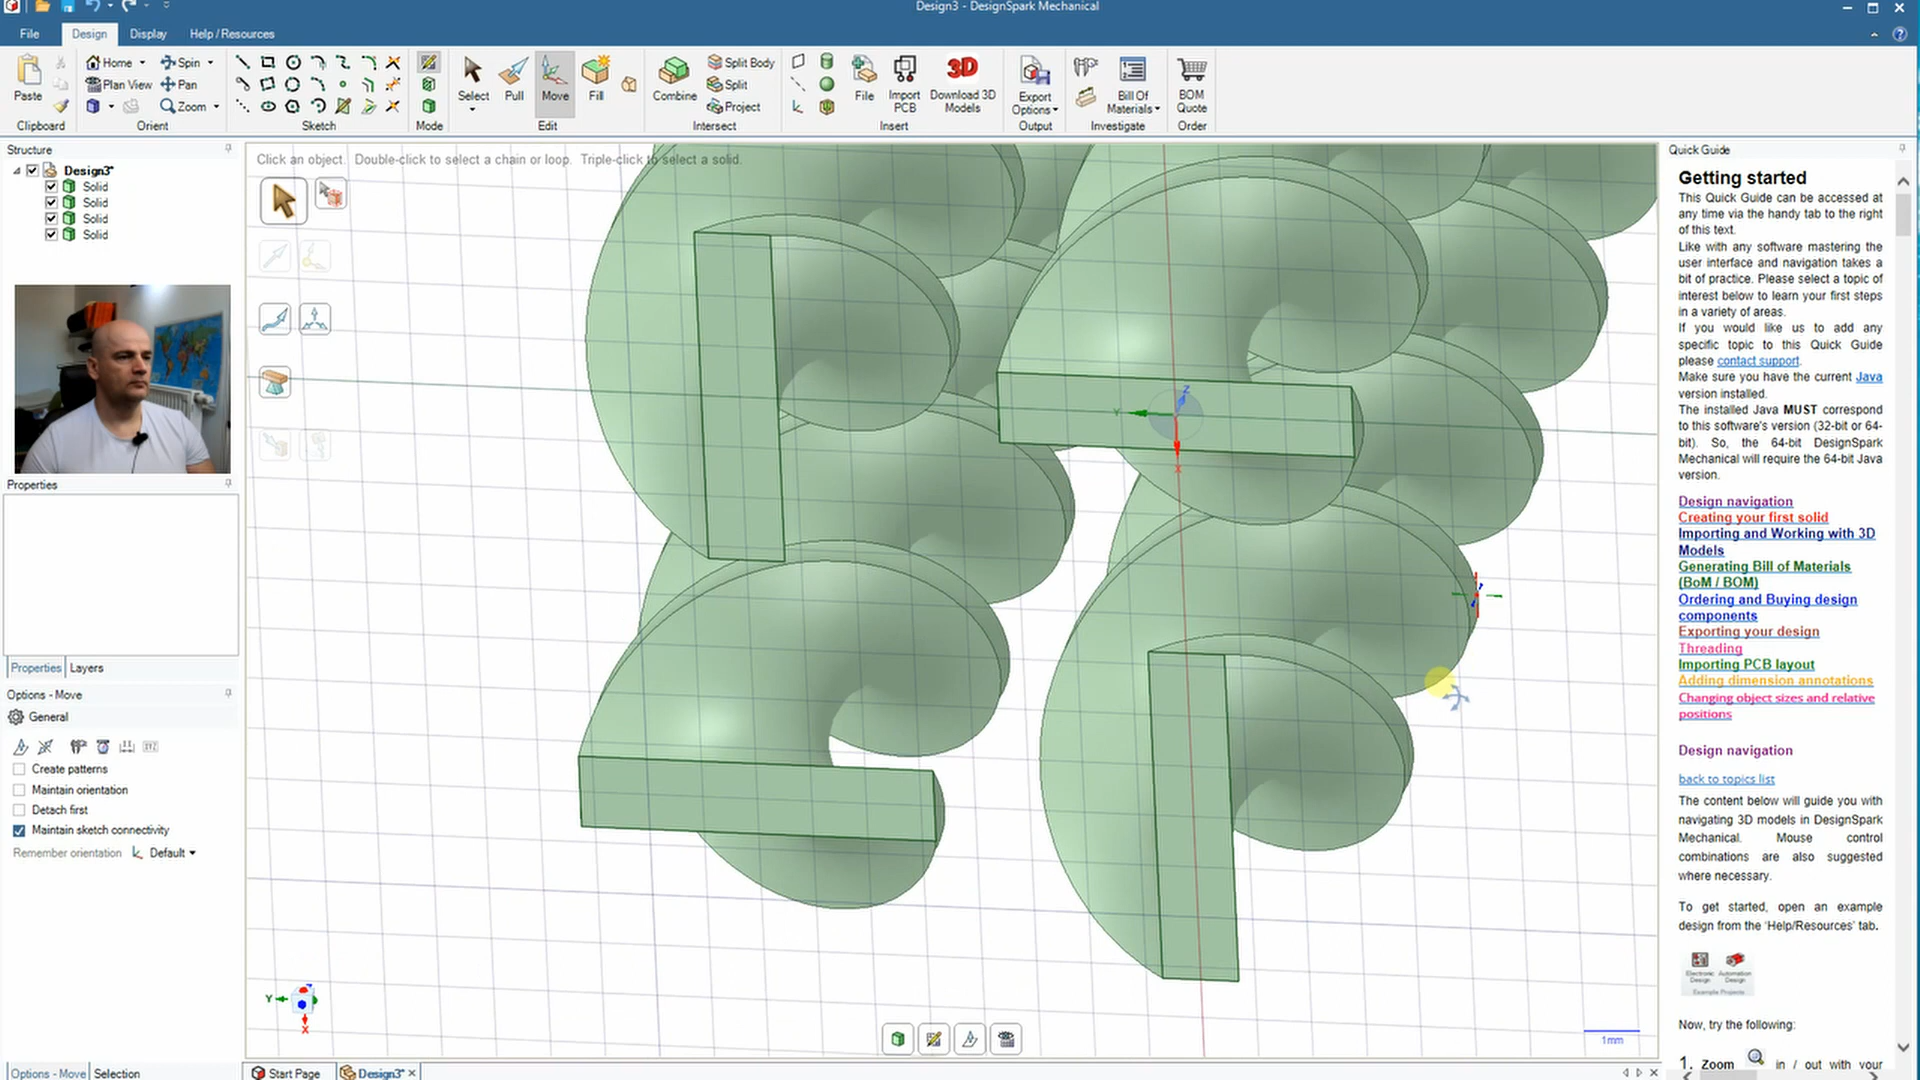 Design3 - DesignSpark Mechanical
File Design Display Help / Resources
Paste
Clipboard
Home Spin
Plan View Pan
Zoom
Orient
Sketch
Mode
Select Pull Move Fill
Edit
Combine
Split Body
Split
Project
Intersect
File
Import PCB
Download 3D Models
3D
Insert
Export Options
Output
Bill Of Materials
Investigate
BOM Quote
Order
Structure
Design3*
Solid
Solid
Solid
Solid
Properties
Properties Layers
Options - Move
General
XYZ
Create patterns
Maintain orientation
Detach first
Maintain sketch connectivity
Remember orientation Default
Options - Move Selection
Click an object. Double-click to select a chain or loop. Triple-click to select a solid.
Y
Z
X
Y
X
1mm
Start Page Design3*
Quick Guide
Getting started
This Quick Guide can be accessed at
any time via the handy tab to the right
of this text.
Like with any software mastering the
user interface and navigation takes a
bit of practice. Please select a topic of
interest below to learn your first steps
in a variety of areas.
If you would like us to add any
specific topic to this Quick Guide
please contact support.
Make sure you have the current Java
version installed.
The installed Java MUST correspond
to this software's version (32-bit or 64-
bit). So, the 64-bit DesignSpark
Mechanical will require the 64-bit Java
version.
Design navigation
Creating your first solid
Importing and Working with 3D
Models
Generating Bill of Materials
(BoM / BOM)
Ordering and Buying design
components
Exporting your design
Threading
Importing PCB layout
Adding dimension annotations
Changing object sizes and relative
positions
Design navigation
back to topics list
The content below will guide you with
navigating 3D models in DesignSpark
Mechanical. Mouse control
combinations are also suggested
where necessary.
To get started, open an example
design from the 'Help/Resources' tab.
Electronic Design Automation Design
Example Projects
Now, try the following:
1. Zoom in / out with your